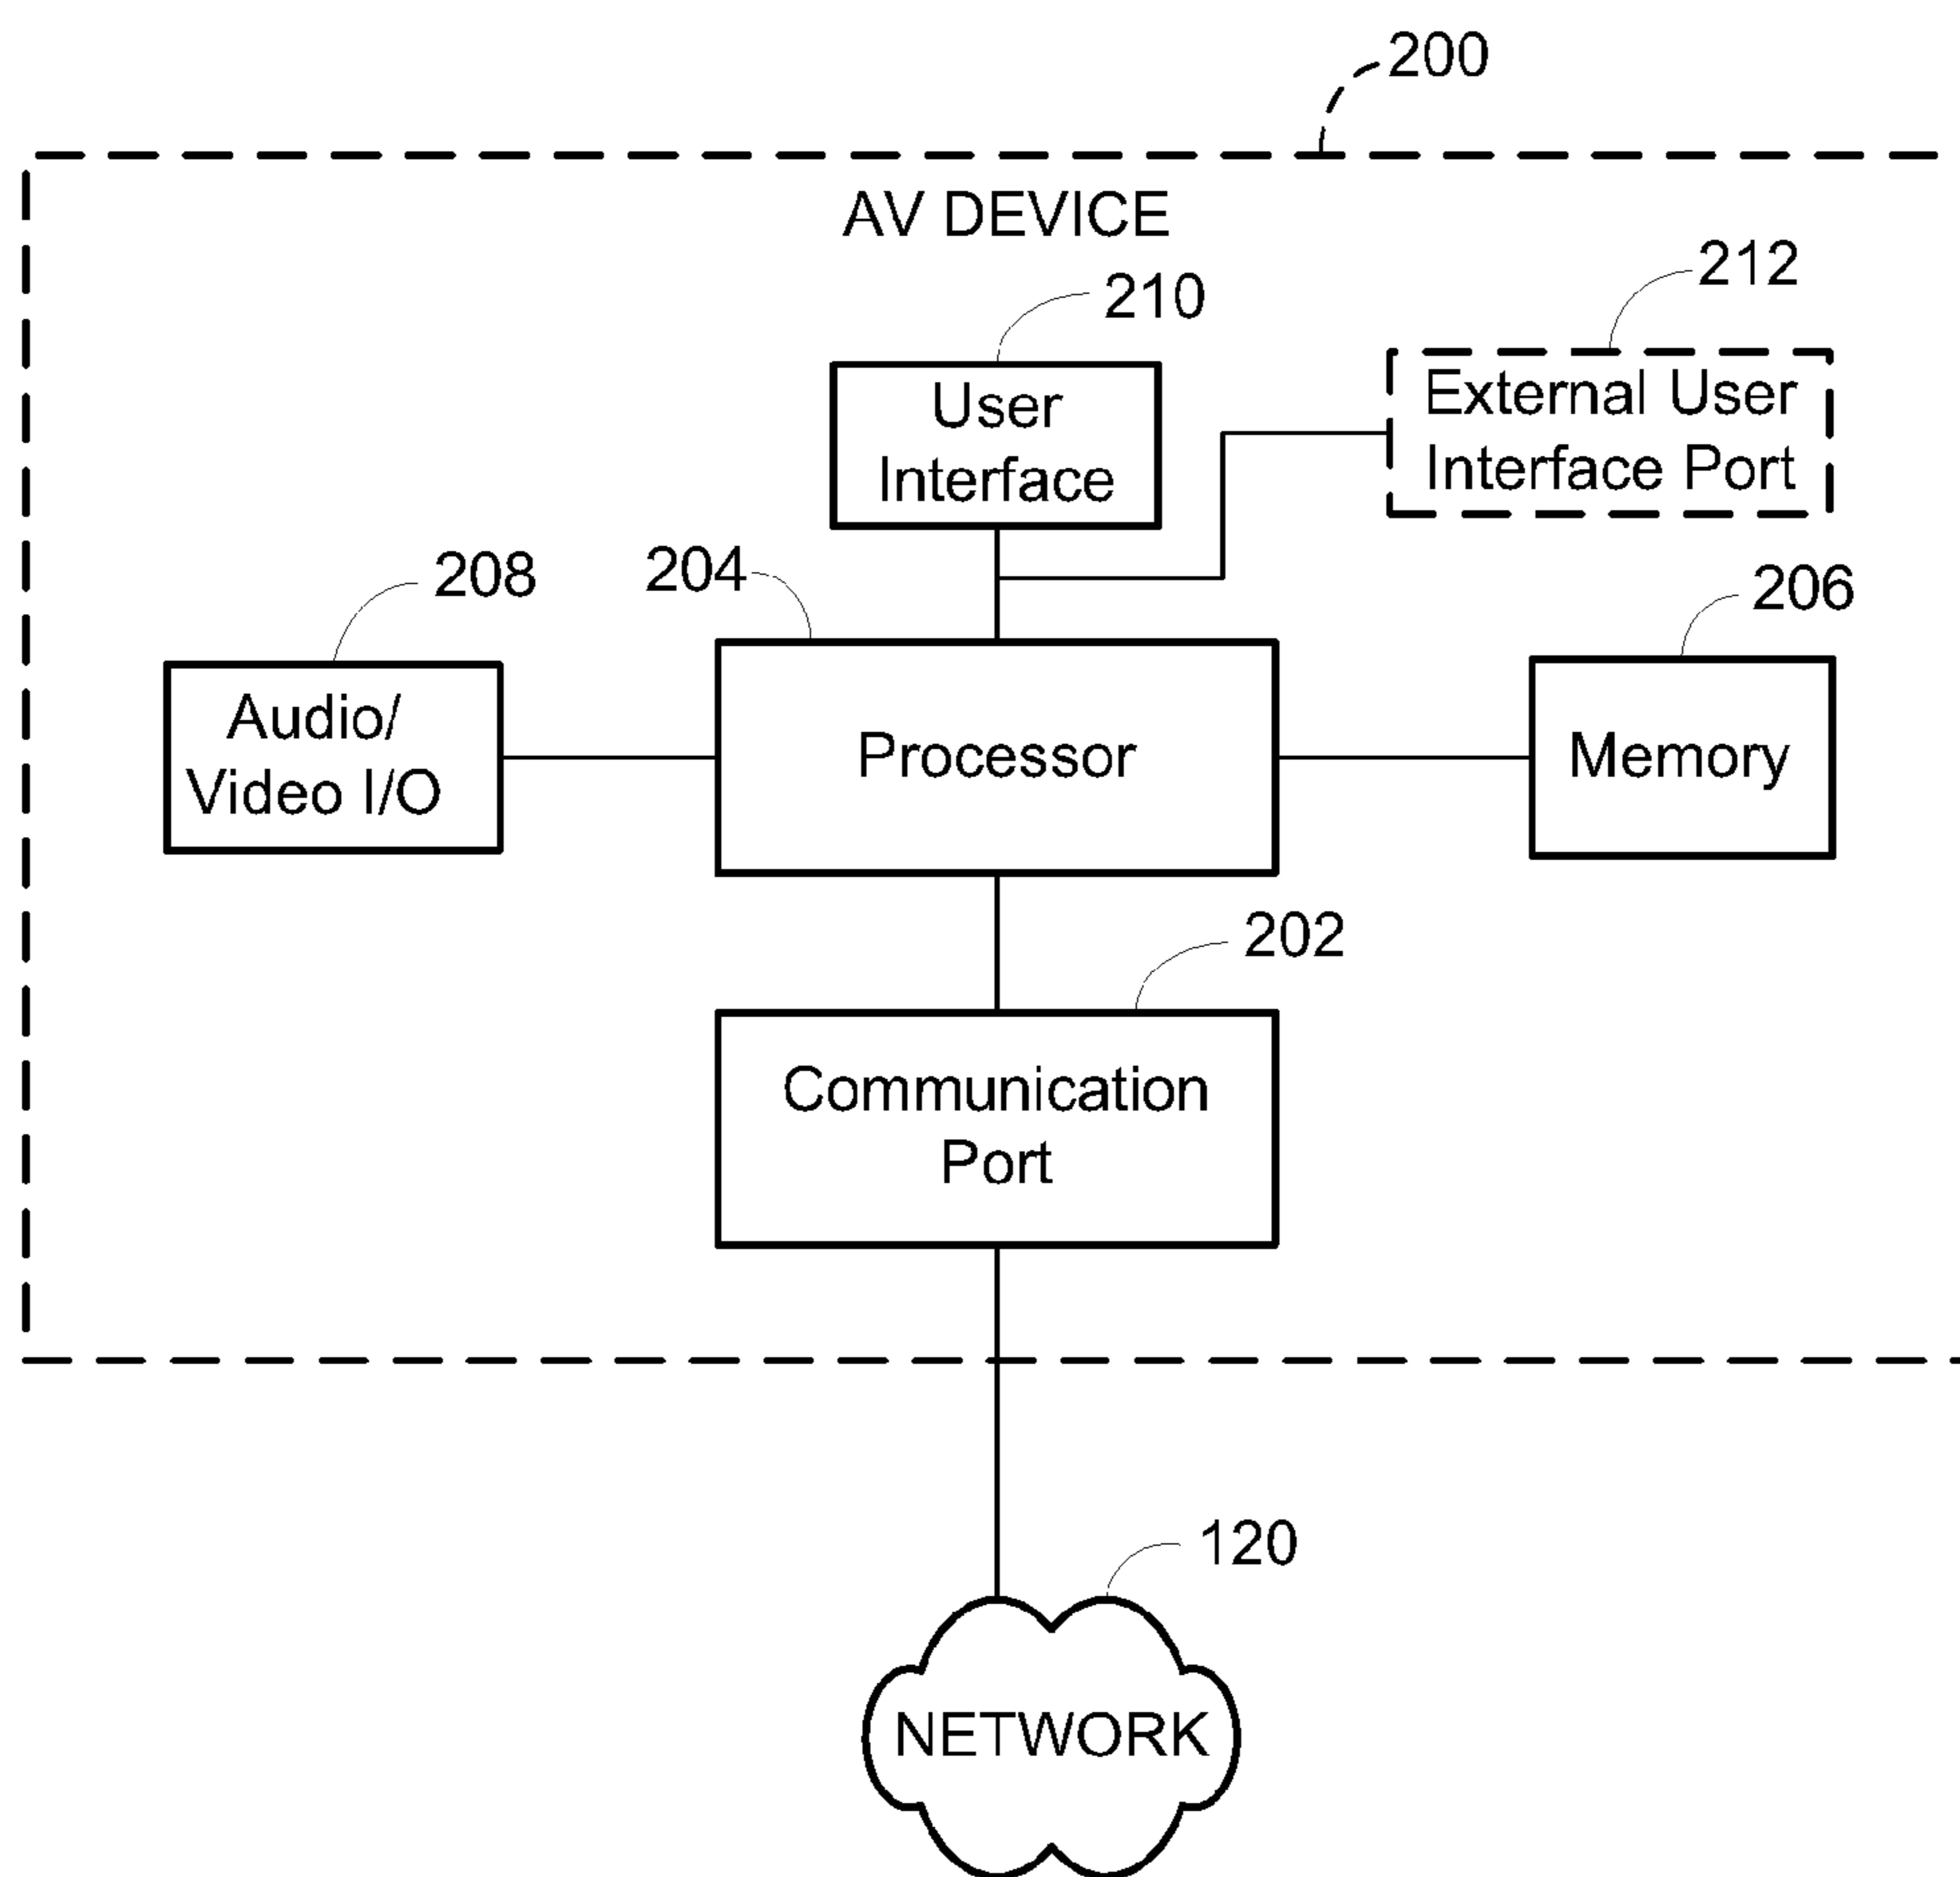 200
AV DEVICE
212
210
External User
Interface Port
User
Interface
208
204
206
Audio/
Video I/O
Processor
Memory
202
Communication
Port
120
NETWORK